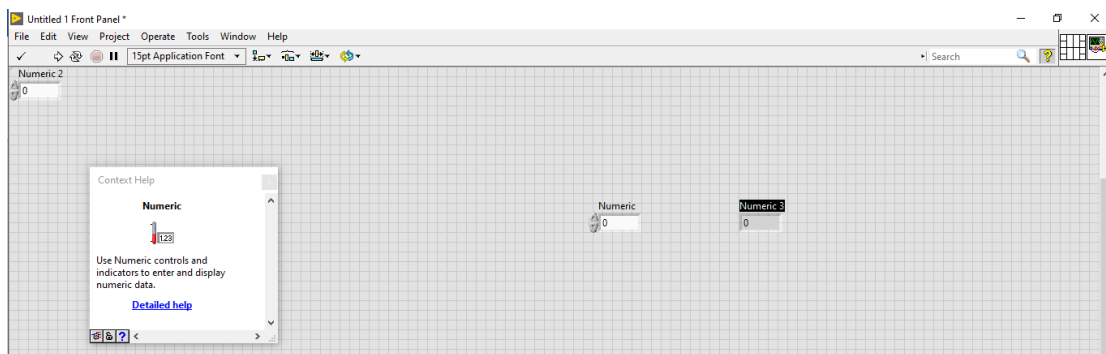 Untitled 1 Front Panel *
File Edit View Project Operate Tools Window Help
15pt Application Font
Search
Numeric 2
0
Context Help
Numeric
123
Use Numeric controls and
indicators to enter and display
numeric data.
Detailed help
Numeric
0
Numeric 3
0